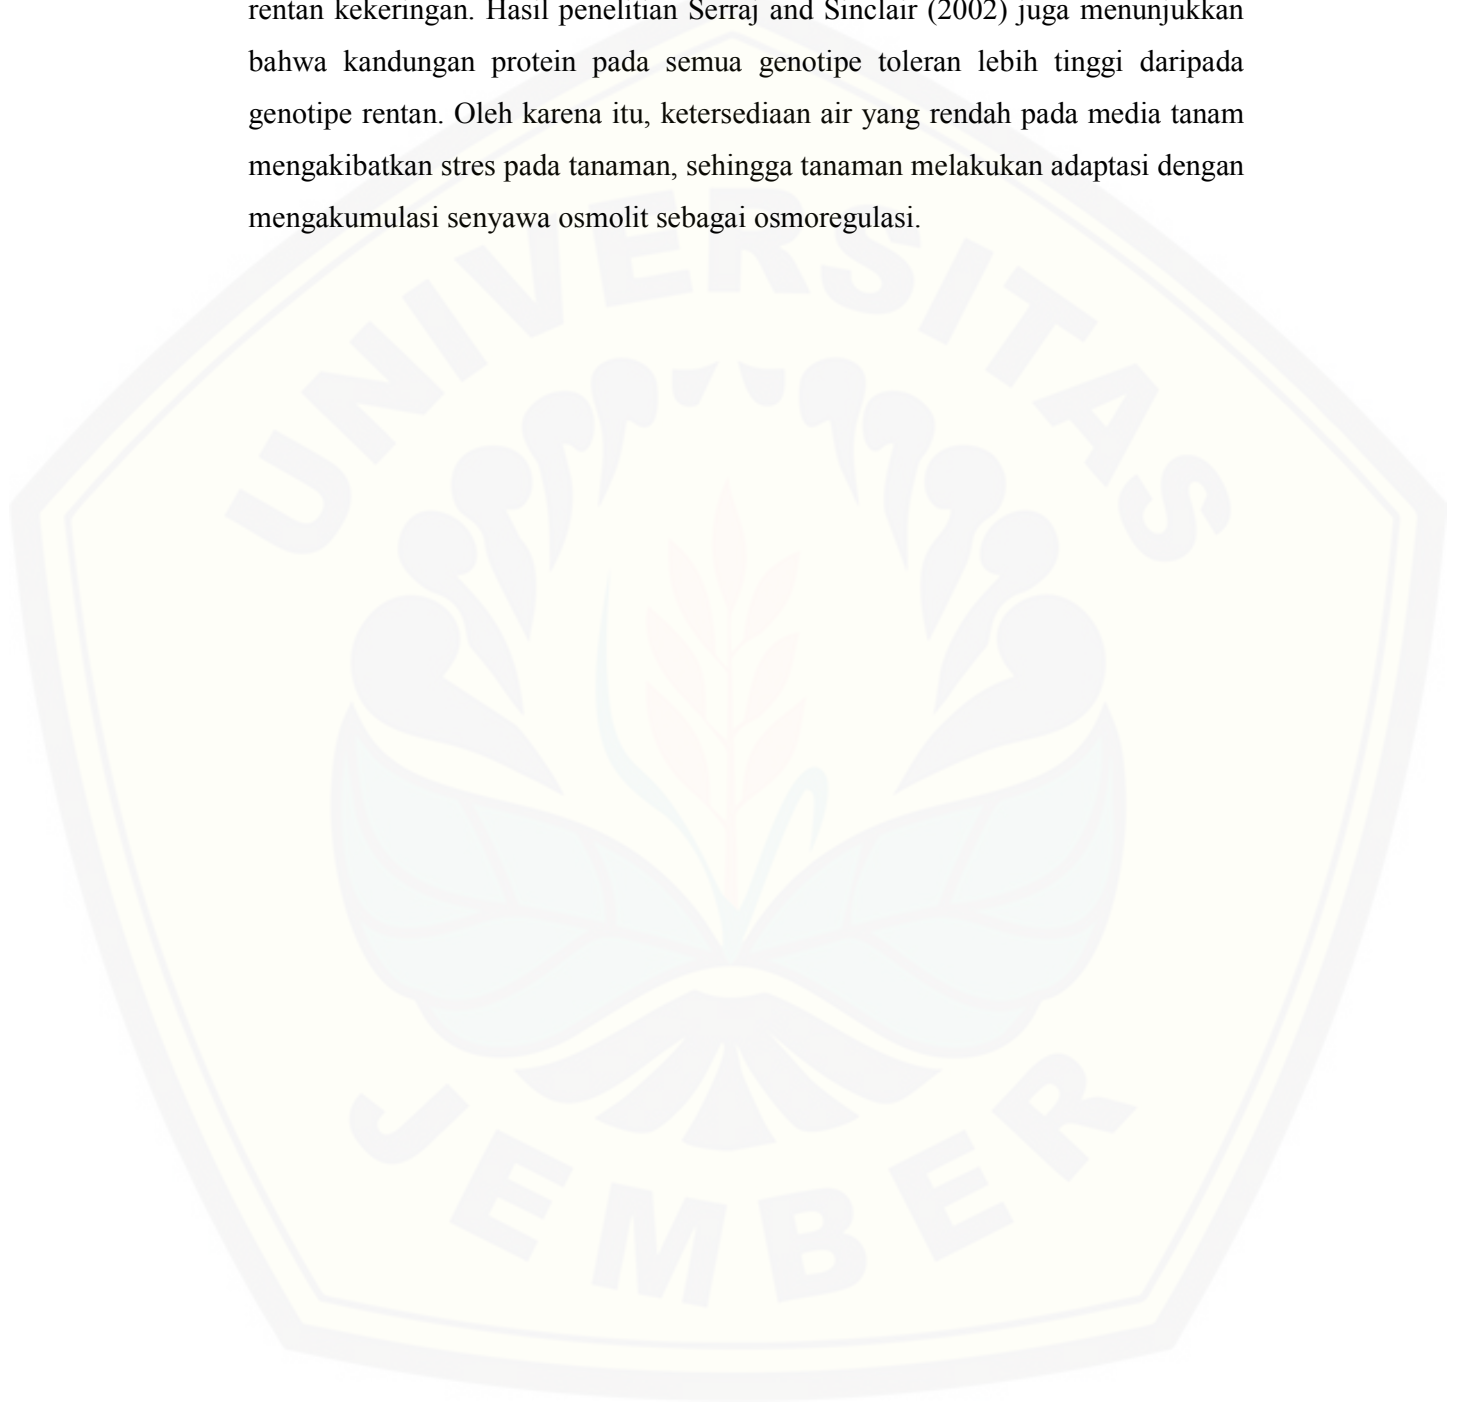 rentan kekeringan. Hasil penelitian Serraj and Sinclair (2002) juga menunjukkan
bahwa kandungan protein pada semua genotipe toleran lebih tinggi daripada
genotipe rentan. Oleh karena itu, ketersediaan air yang rendah pada media tanam
mengakibatkan stres pada tanaman, sehingga tanaman melakukan adaptasi dengan
mengakumulasi senyawa osmolit sebagai osmoregulasi.
UNIVERSITAS
JEMBER